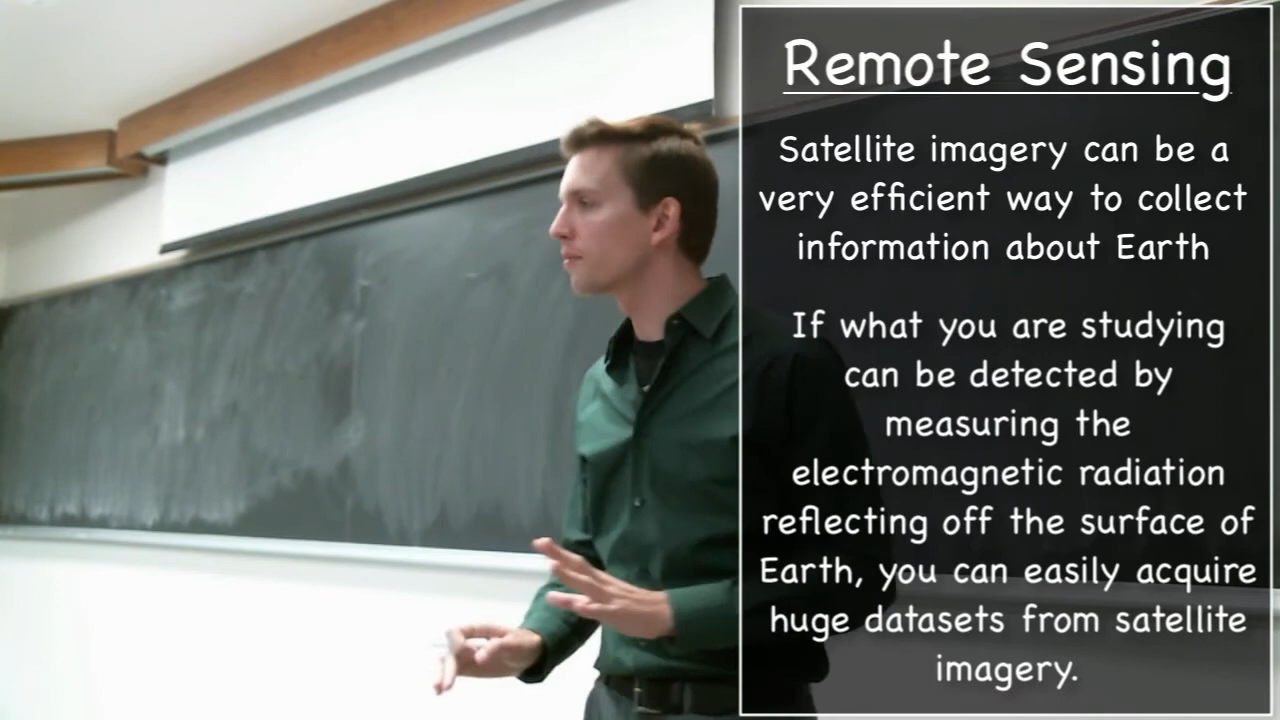 Remote Sensing
Satellite imagery can be a
very efficient way to collect
information about Earth
If what you are studying
can be detected by
measuring the
electromagnetic radiation
reflecting off the surface of
Earth, you can easily acquire
huge datasets from satellite
imagery.